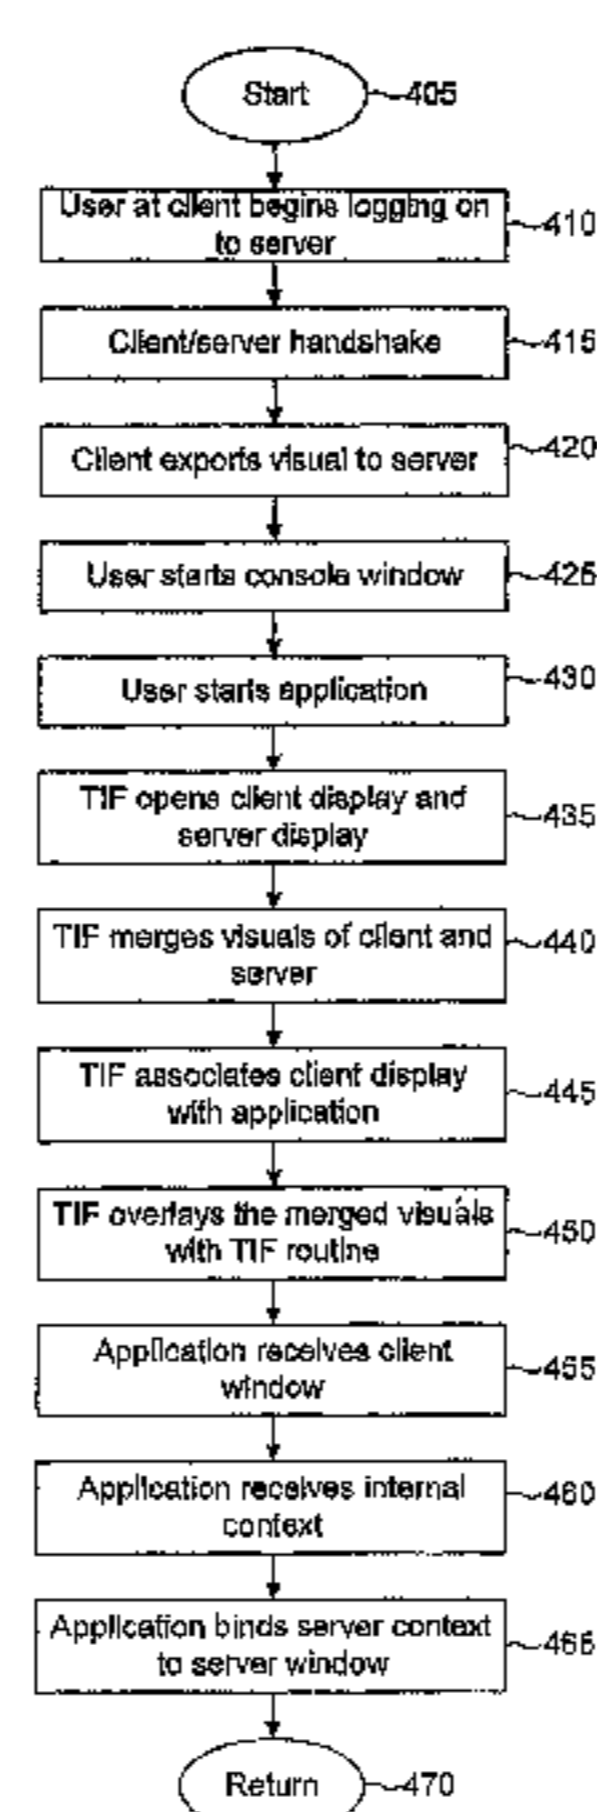 Start
405
User at client begins logging on
to server
410
Client/server handshake
415
Client exports visual to server
420
User starts console window
425
User starts application
430
TIF opens client display and
server display
435
TIF merges visuals of client and
server
440
TIF associates client display
with application
445
TIF overlays the merged visuals
with TIF routine
450
Application receives client
window
455
Application receives internal
context
460
Application binds server context
to server window
465
Return
470